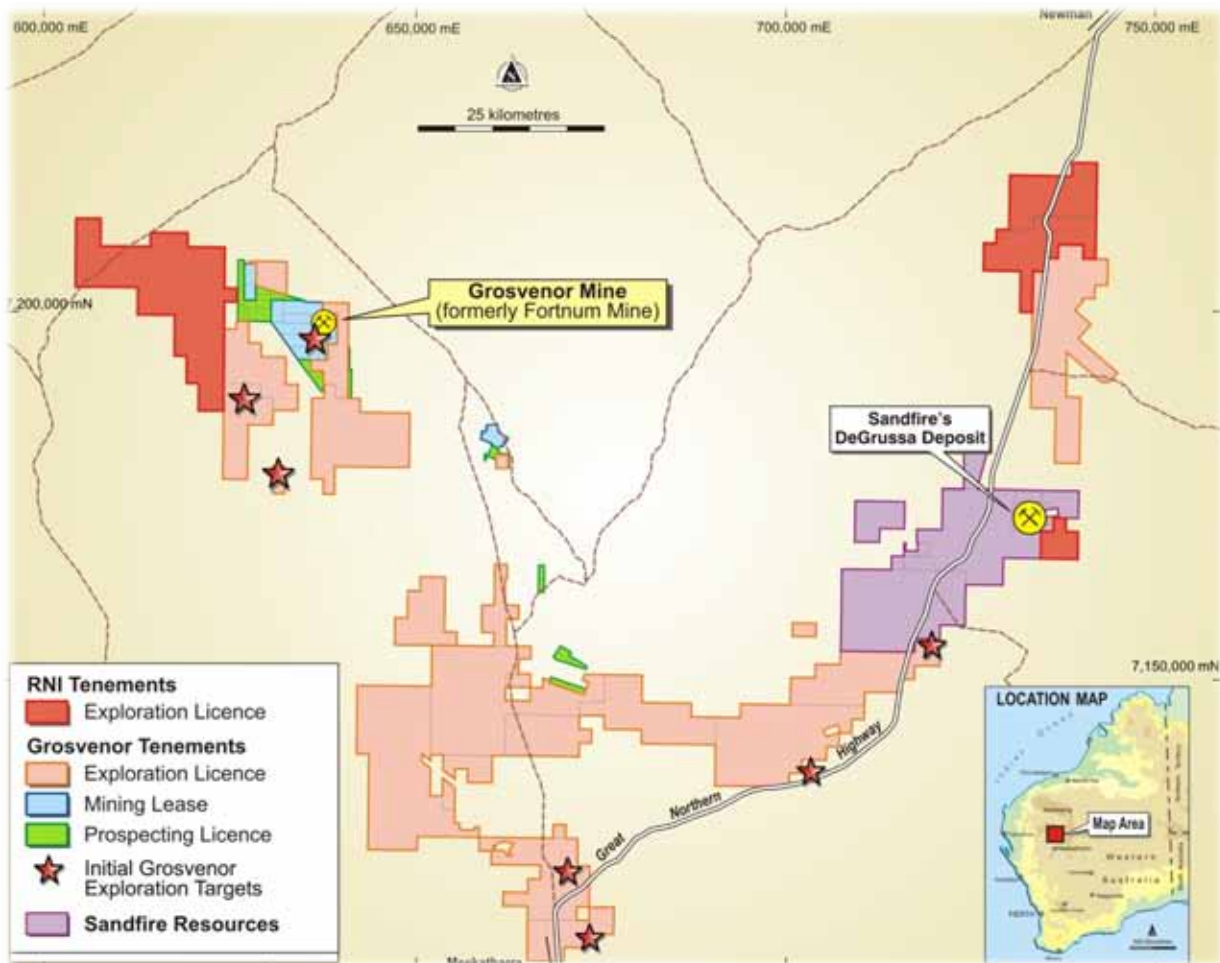 600,000 mE
650,000 mE
700,000 mE
750,000 mE
Newman
N
25 kilometres
7,200,000 mN
Grosvenor Mine
(formerly Fortnum Mine)
Sandfire's
DeGrussa Deposit
7,150,000 mN
RNI Tenements
Exploration Licence
Grosvenor Tenements
Exploration Licence
Mining Lease
Prospecting Licence
Initial Grosvenor
Exploration Targets
Sandfire Resources
Great Northern Highway
Meekatharra
LOCATION MAP
Map Area
Western
Australia
PERTH